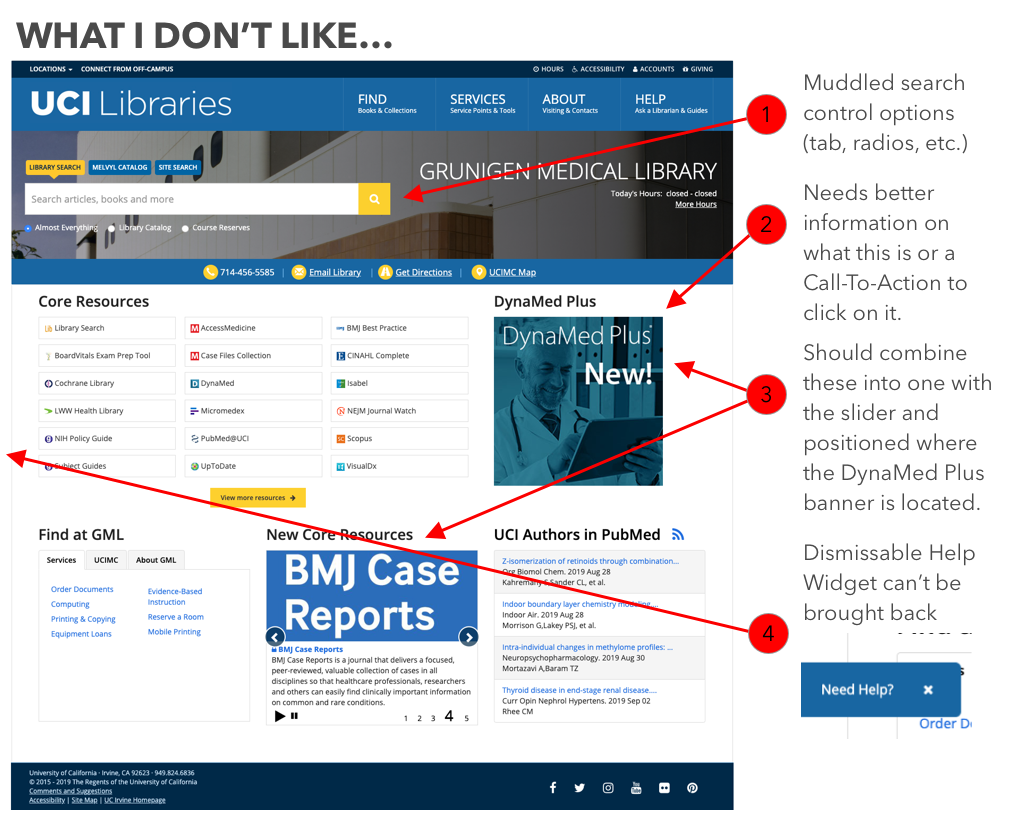 WHAT I DON'T LIKE...
LOCATIONS CONNECT FROM OFF-CAMPUS HOURS ACCESSIBILITY ACCOUNTS GIVING
UCI Libraries
FIND
Books & Collections
SERVICES
Service Points & Tools
ABOUT
Visiting & Contacts
HELP
Ask a Librarian & Guides
LIBRARY SEARCH MELVYL CATALOG SITE SEARCH
Search articles, books and more
Almost Everything Library Catalog Course Reserves
GRUNIGEN MEDICAL LIBRARY
Today's Hours: closed - closed
More Hours
714-456-5585 | Email Library | Get Directions | UCIMC Map
Core Resources
Library Search AccessMedicine BMJ Best Practice
BoardVitals Exam Prep Tool Case Files Collection CINAHL Complete
Cochrane Library DynaMed Isabel
LWW Health Library Micromedex NEJM Journal Watch
NIH Policy Guide PubMed@UCI Scopus
Subject Guides UpToDate VisualDx
View more resources
DynaMed Plus
DynaMed Plus
New!
Find at GML
Services UCIMC About GML
Order Documents
Computing
Printing & Copying
Equipment Loans
Evidence-Based
Instruction
Reserve a Room
Mobile Printing
New Core Resources
BMJ Case
Reports
BMJ Case Reports
BMJ Case Reports is a journal that delivers a focused,
peer-reviewed, valuable collection of cases in all
disciplines so that healthcare professionals, researchers
and others can easily find clinically important information
on common and rare conditions.
1 2 3 4 5
UCI Authors in PubMed
Z-isomerization of retinoids through combination...
Org Biomol Chem. 2019 Aug 28
Kahremany S,Sander CL, et al.
Indoor boundary layer chemistry modeling....
Indoor Air. 2019 Aug 28
Morrison G,Lakey PSJ, et al.
Intra-individual changes in methylome profiles: ...
Neuropsychopharmacology. 2019 Aug 30
Mortazavi A,Baram TZ
Thyroid disease in end-stage renal disease....
Curr Opin Nephrol Hypertens. 2019 Sep 02
Rhee CM
University of California · Irvine, CA 92623 · 949.824.6836
© 2015 - 2019 The Regents of the University of California
Comments and Suggestions
Accessibility | Site Map | UC Irvine Homepage
You
Tube
1
Muddled search
control options
(tab, radios, etc.)
2
Needs better
information on
what this is or a
Call-To-Action to
click on it.
3
Should combine
these into one with
the slider and
positioned where
the DynaMed Plus
banner is located.
4
Dismissable Help
Widget can't be
brought back
Need Help?
Order D